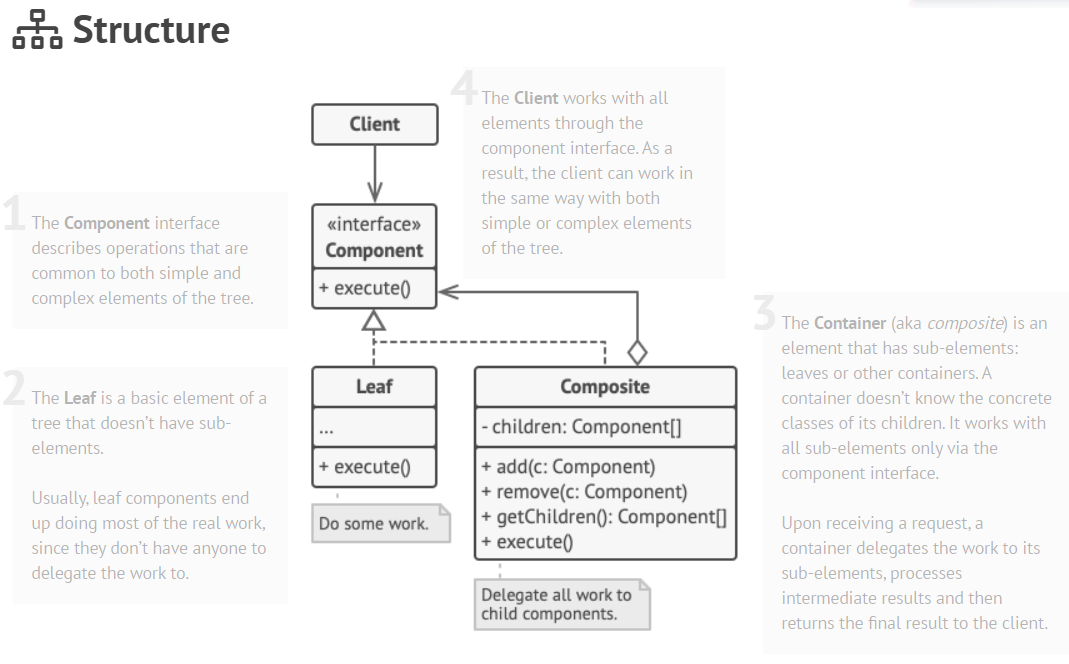 Structure
4
The Client works with all
elements through the
component interface. As a
result, the client can work in
the same way with both
simple or complex elements
of the tree.
Client
1
The Component interface
describes operations that are
common to both simple and
complex elements of the tree.
«interface»
Component
+ execute()
3
The Container (aka composite) is an
element that has sub-elements:
leaves or other containers. A
container doesn't know the concrete
classes of its children. It works with
all sub-elements only via the
component interface.
Upon receiving a request, a
container delegates the work to its
sub-elements, processes
intermediate results and then
returns the final result to the client.
2
The Leaf is a basic element of a
tree that doesn't have sub-
elements.
Usually, leaf components end
up doing most of the real work,
since they don't have anyone to
delegate the work to.
Leaf
...
+ execute()
Do some work.
Composite
- children: Component[]
+ add(c: Component)
+ remove(c: Component)
+ getChildren(): Component[]
+ execute()
Delegate all work to
child components.